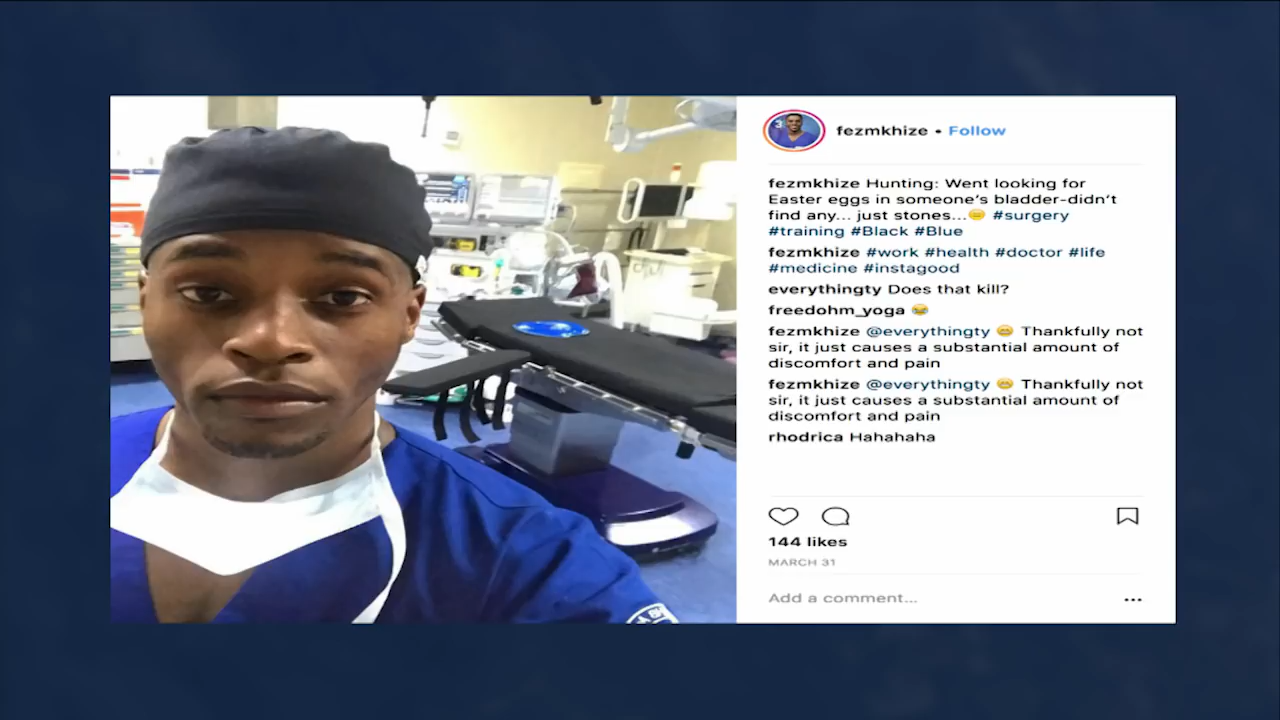 fezmkhize • Follow
fezmkhize Hunting: Went looking for
Easter eggs in someone's bladder-didn't
find any... just stones...😑 #surgery
#training #Black #Blue
fezmkhize #work #health #doctor #life
#medicine #instagood
everythingty Does that kill?
freedohm_yoga 😂
fezmkhize @everythingty 😄 Thankfully not
sir, it just causes a substantial amount of
discomfort and pain
fezmkhize @everythingty 😄 Thankfully not
sir, it just causes a substantial amount of
discomfort and pain
rhodrica Hahahaha
144 likes
MARCH 31
Add a comment...